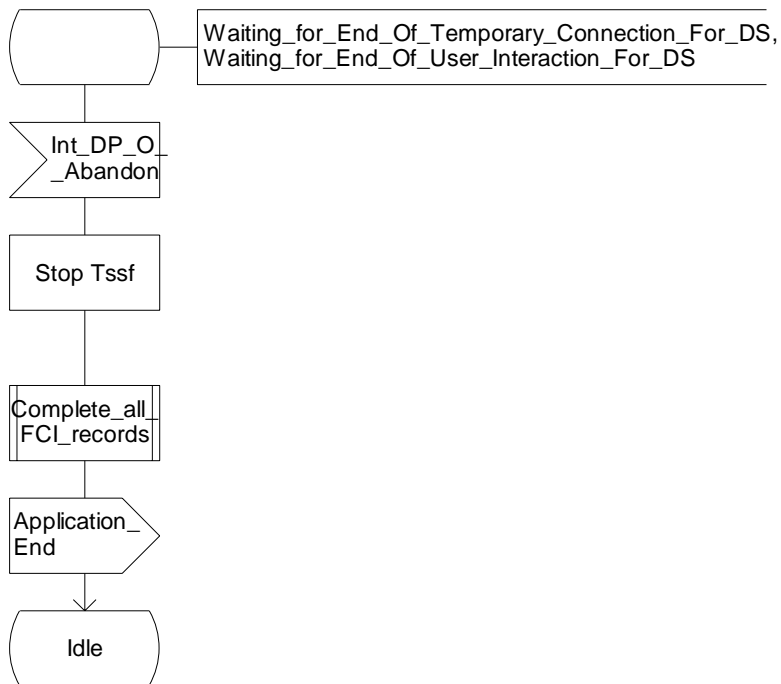 Waiting_for_End_Of_Temporary_Connection_For_DS,
Waiting_for_End_Of_User_Interaction_For_DS
Int_DP_O_
_Abandon
Stop Tssf
Complete_all_
FCI_records
Application_
End
Idle